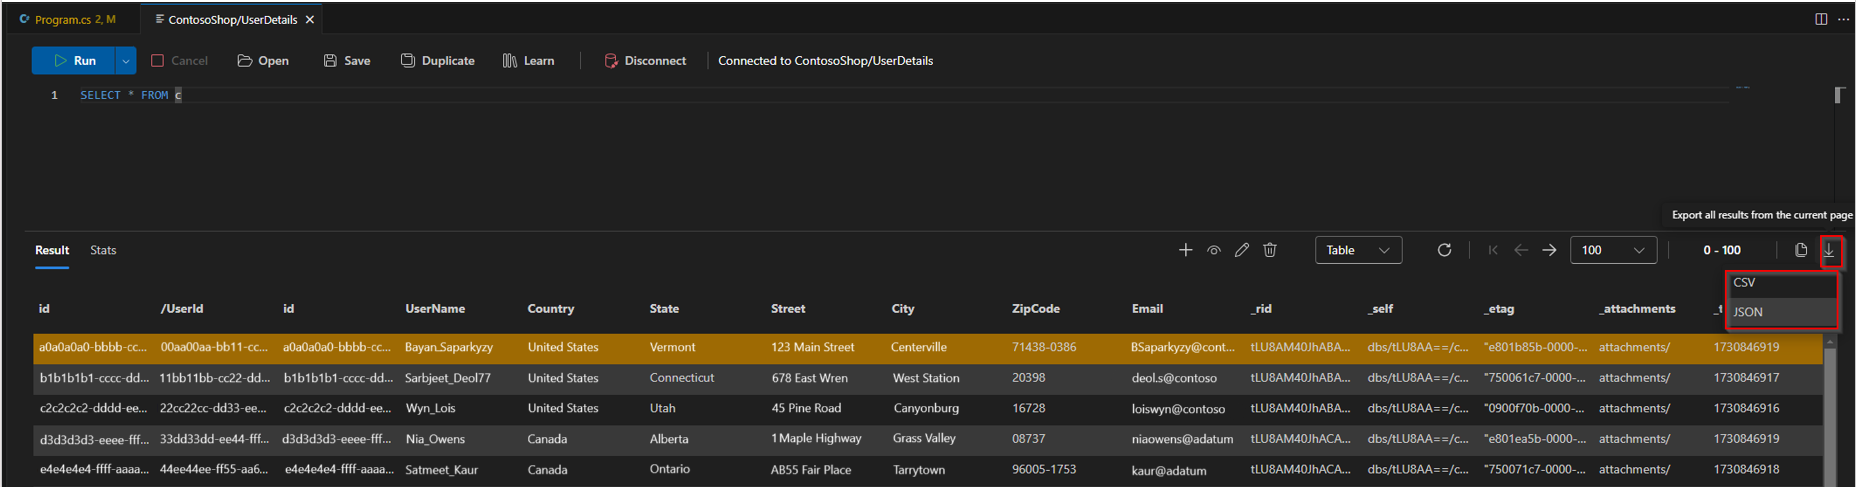 Program.cs 2, M ContosoShop/UserDetails
Run Cancel Open Save Duplicate Learn Disconnect Connected to ContosoShop/UserDetails
1 SELECT * FROM c
Export all results from the current page
Result Stats Table 100 0 - 100
CSV
JSON
id /UserId id UserName Country State Street City ZipCode Email _rid _self _etag _attachments _t
a0a0a0a0-bbbb-cc... 00aa00aa-bb11-cc... a0a0a0a0-bbbb-cc... Bayan_Saparkyzy United States Vermont 123 Main Street Centerville 71438-0386 BSaparkyzy@cont... tLU8AM40JhABA... dbs/tLU8AA==/c... "e801b85b-0000-... attachments/ 1730846919
b1b1b1b1-cccc-dd... 11bb11bb-cc22-dd... b1b1b1b1-cccc-dd... Sarbjeet_Deol77 United States Connecticut 678 East Wren West Station 20398 deol.s@contoso tLU8AM40JhABA... dbs/tLU8AA==/c... "750061c7-0000-... attachments/ 1730846917
c2c2c2c2-dddd-ee... 22cc22cc-dd33-ee... c2c2c2c2-dddd-ee... Wyn_Lois United States Utah 45 Pine Road Canyonburg 16728 loiswyn@contoso tLU8AM40JhABA... dbs/tLU8AA==/c... "0900f70b-0000-... attachments/ 1730846916
d3d3d3d3-eeee-fff... 33dd33dd-ee44-fff... d3d3d3d3-eeee-fff... Nia_Owens Canada Alberta 1 Maple Highway Grass Valley 08737 niaowens@adatum tLU8AM40JhACA... dbs/tLU8AA==/c... "e801ea5b-0000-... attachments/ 1730846919
e4e4e4e4-ffff-aaaa... 44ee44ee-ff55-aa6... e4e4e4e4-ffff-aaaa... Satmeet_Kaur Canada Ontario AB55 Fair Place Tarrytown 96005-1753 kaur@adatum tLU8AM40JhACA... dbs/tLU8AA==/c... "750071c7-0000-... attachments/ 1730846918